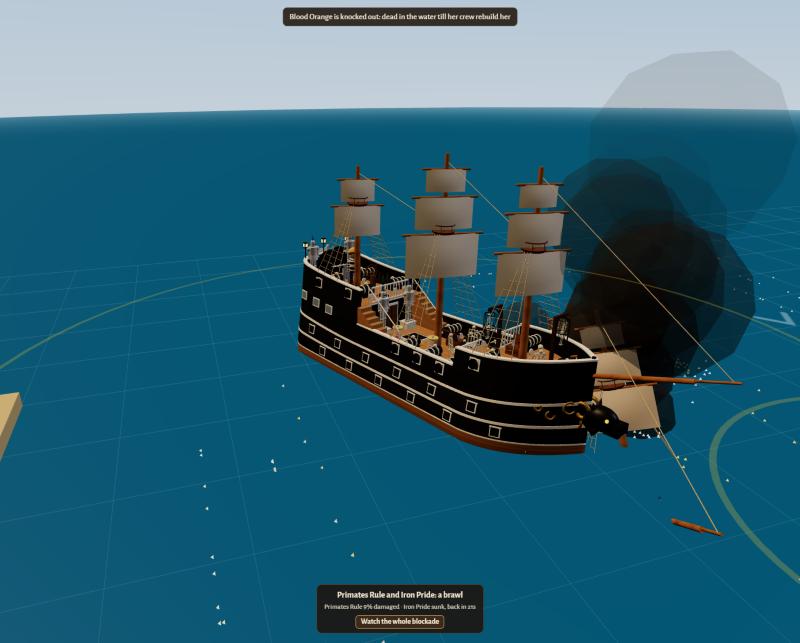 Blood Orange is knocked out: dead in the water till her crew rebuild her
Primates Rule and Iron Pride: a brawl
Primates Rule 9% damaged · Iron Pride sunk, back in 21s
Watch the whole blockade